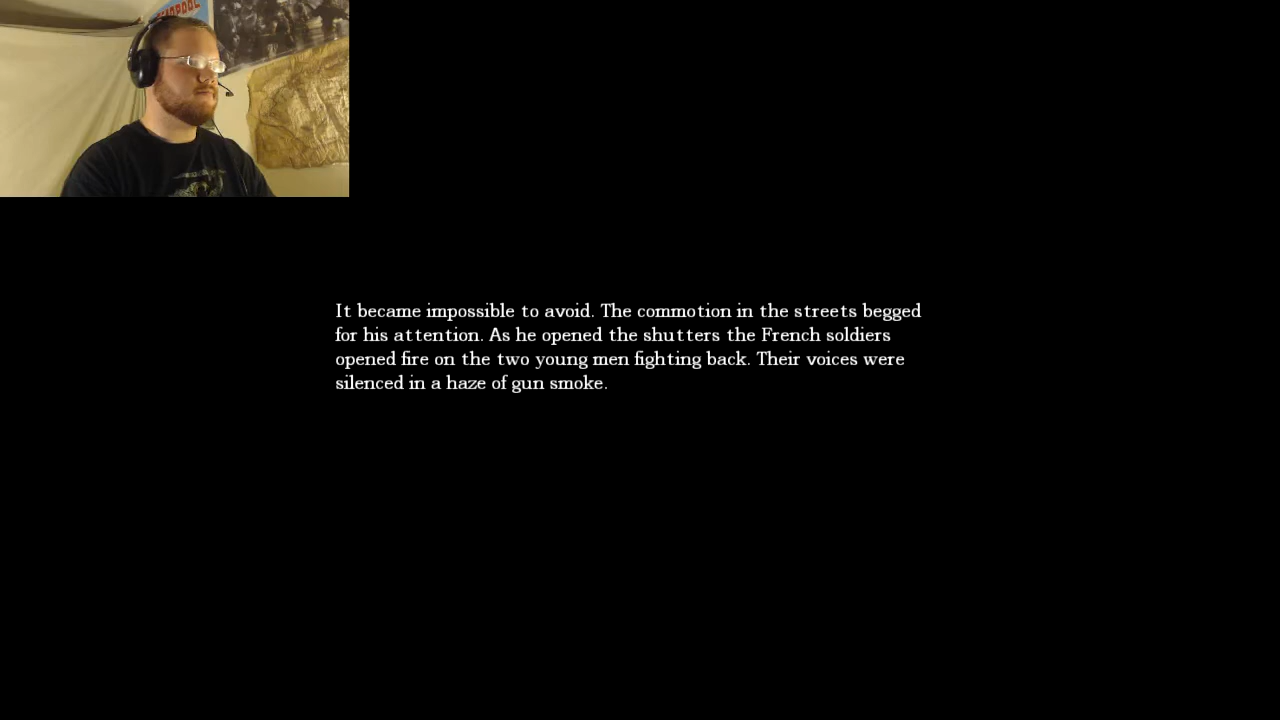 It became impossible to avoid. The commotion in the streets begged
for his attention. As he opened the shutters the French soldiers
opened fire on the two young men fighting back. Their voices were
silenced in a haze of gun smoke.